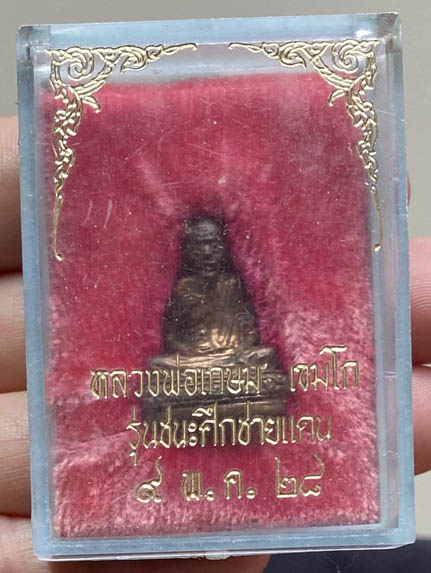 หลวงพ่อเกษม เขมโก
รุ่นชนะศึกชายแดน
๙ พ.ค. ๒๘